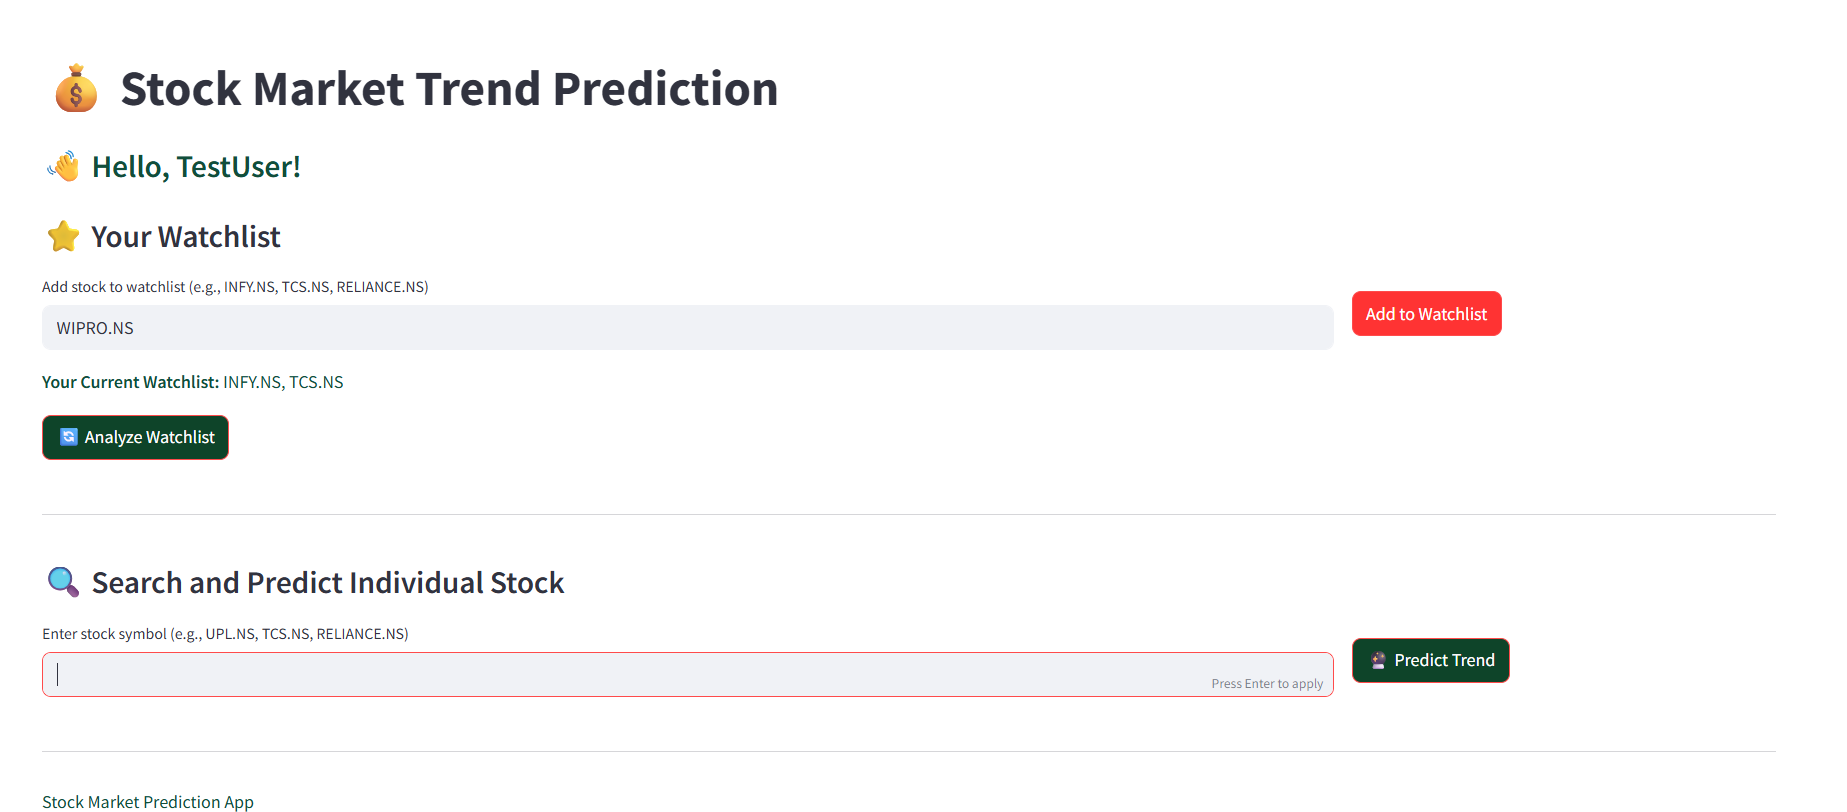 Stock Market Trend Prediction
Hello, TestUser!
Your Watchlist
Add stock to watchlist (e.g., INFY.NS, TCS.NS, RELIANCE.NS)
WIPRO.NS
Add to Watchlist
Your Current Watchlist: INFY.NS, TCS.NS
Analyze Watchlist
Search and Predict Individual Stock
Enter stock symbol (e.g., UPL.NS, TCS.NS, RELIANCE.NS)
Press Enter to apply
Predict Trend
Stock Market Prediction App